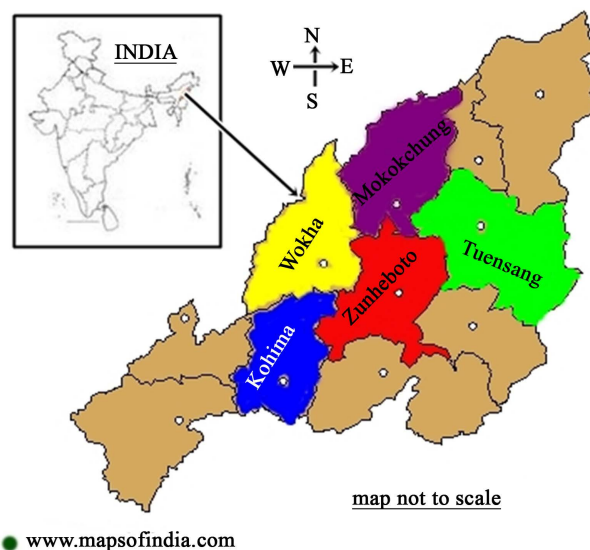 INDIA
N
W E
S
Mokokchung
Wokha
Tuensang
Zunheboto
Kohima
map not to scale
www.mapsofindia.com